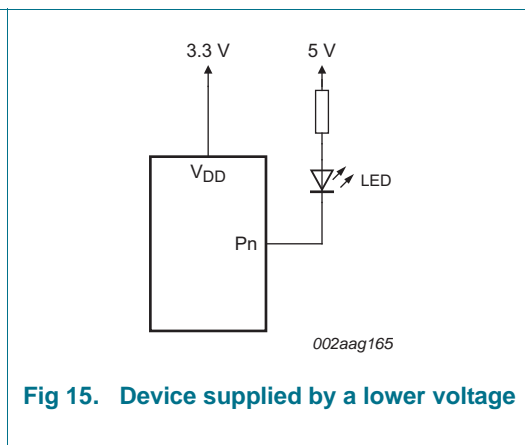 3.3 V 5 V
VDD
LED
Pn
002aag165
Fig 15. Device supplied by a lower voltage